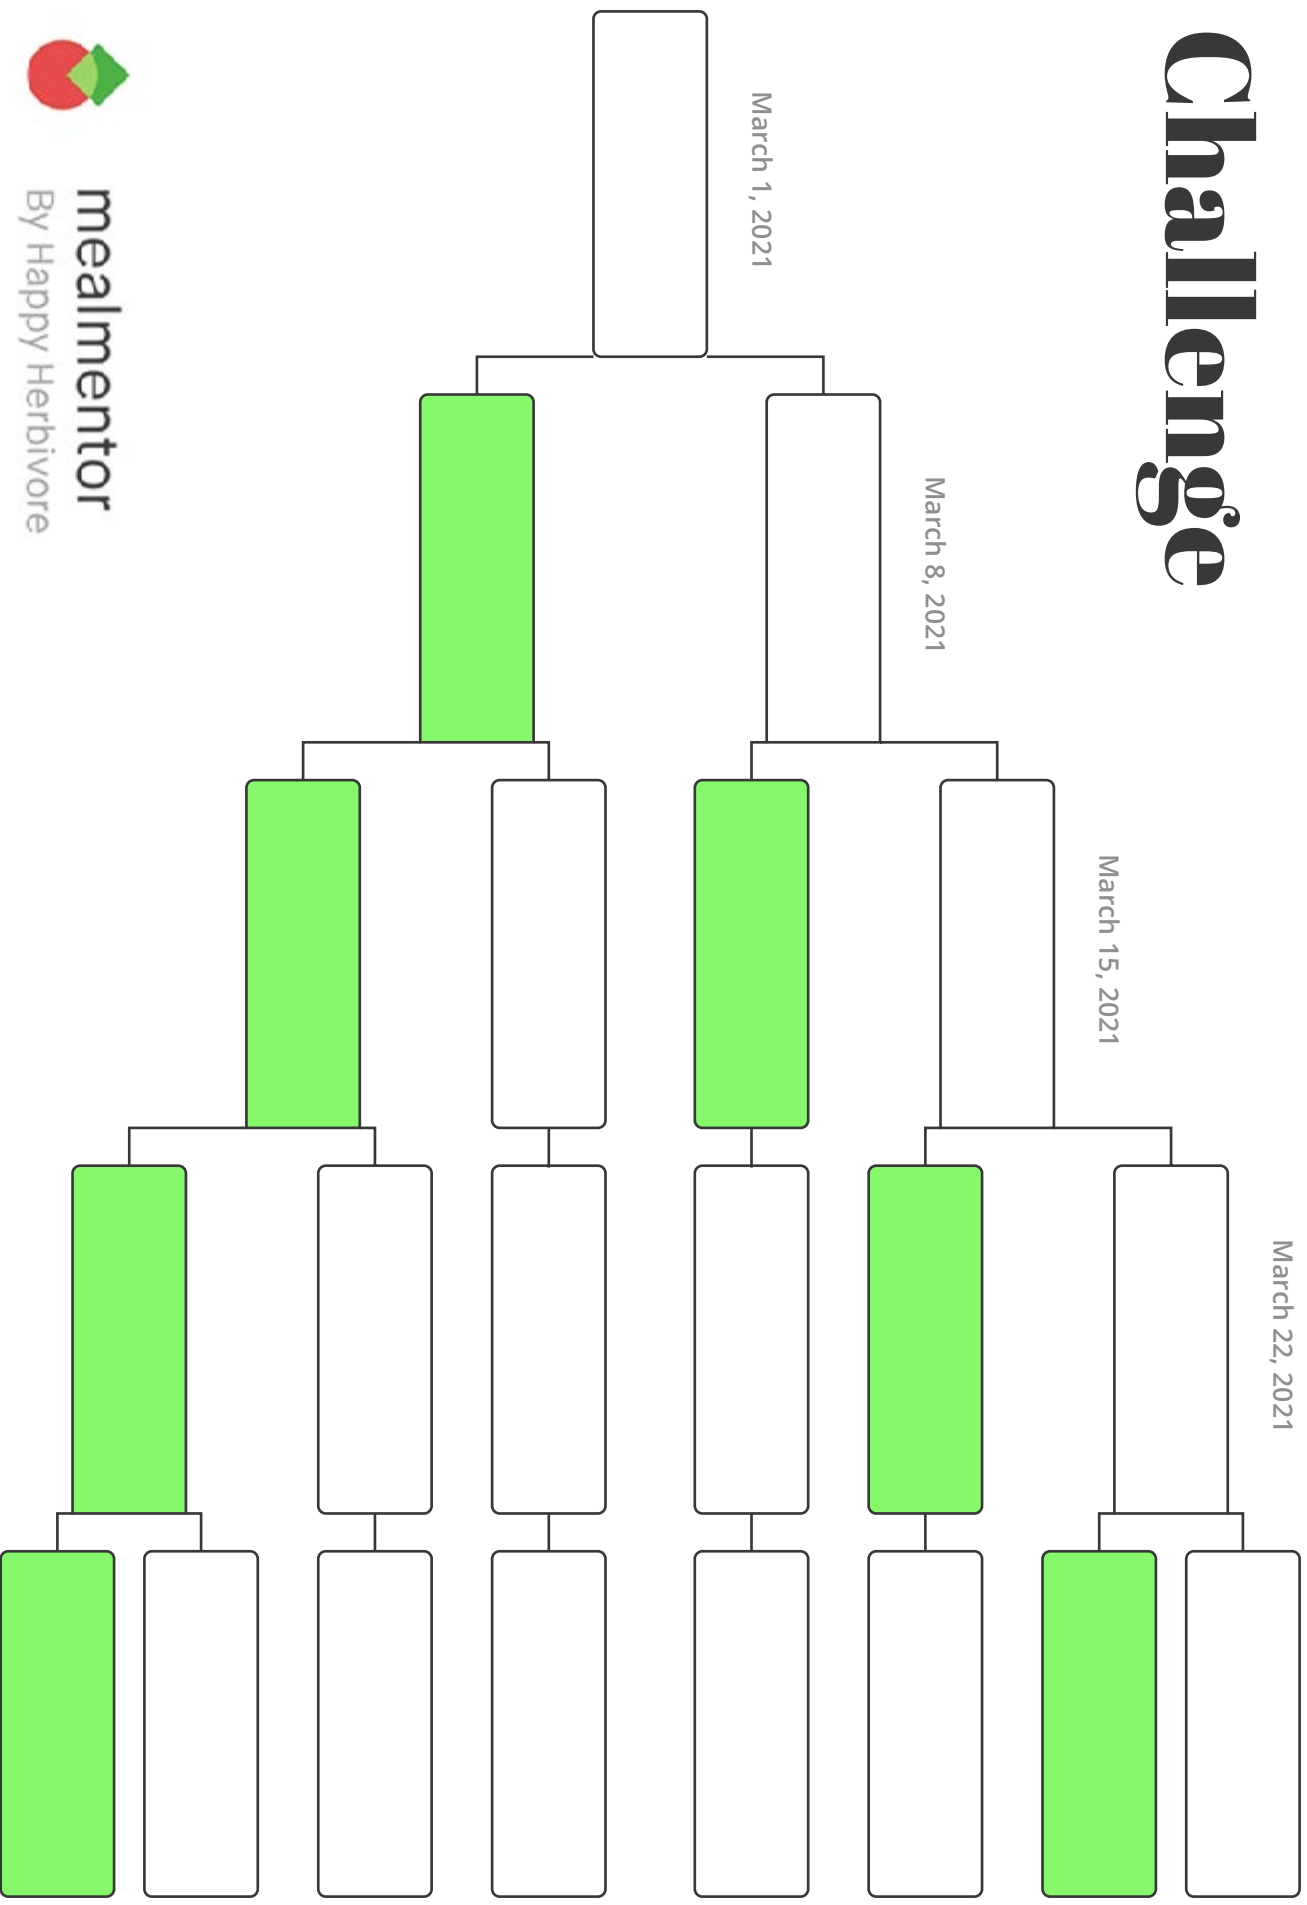 Challenge
March 1, 2021
March 8, 2021
March 15, 2021
March 22, 2021
mealmentor
By Happy Herbivore